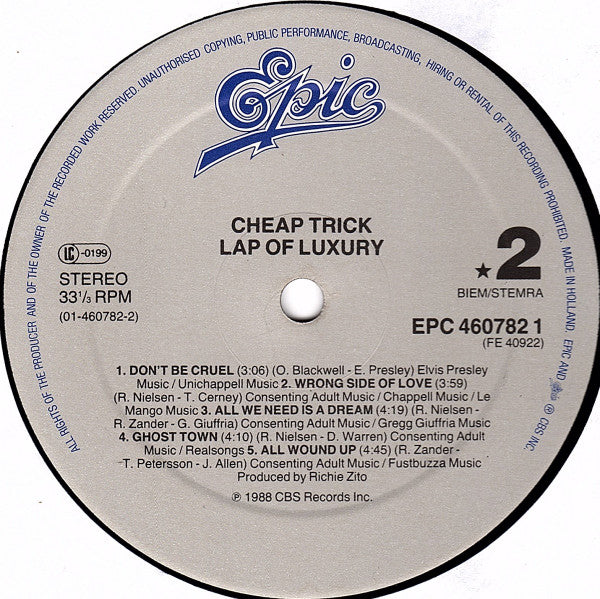 ALL RIGHTS OF THE PRODUCER AND OF THE OWNER OF THE RECORDED WORK RESERVED. UNAUTHORISED COPYING, PUBLIC PERFORMANCE, BROADCASTING, HIRING OR RENTAL OF THIS RECORDING PROHIBITED. MADE IN HOLLAND. EPIC AND ® CBS INC.
Epic
CHEAP TRICK
LAP OF LUXURY
LC -0199
STEREO
33⅓ RPM
(01-460782-2)
★2
BIEM/STEMRA
EPC 460782 1
(FE 40922)
1. DON'T BE CRUEL (3:06) (O. Blackwell - E. Presley) Elvis Presley
Music / Unichappell Music 2. WRONG SIDE OF LOVE (3:59)
(R. Nielsen - T. Cerney) Consenting Adult Music / Chappell Music / Le
Mango Music 3. ALL WE NEED IS A DREAM (4:19) (R. Nielsen -
R. Zander - G. Giuffria) Consenting Adult Music / Gregg Giuffria Music
4. GHOST TOWN (4:10) (R. Nielsen - D. Warren) Consenting Adult
Music / Realsongs 5. ALL WOUND UP (4:45) (R. Zander -
T. Petersson - J. Allen) Consenting Adult Music / Fustbuzza Music
Produced by Richie Zito
℗ 1988 CBS Records Inc.